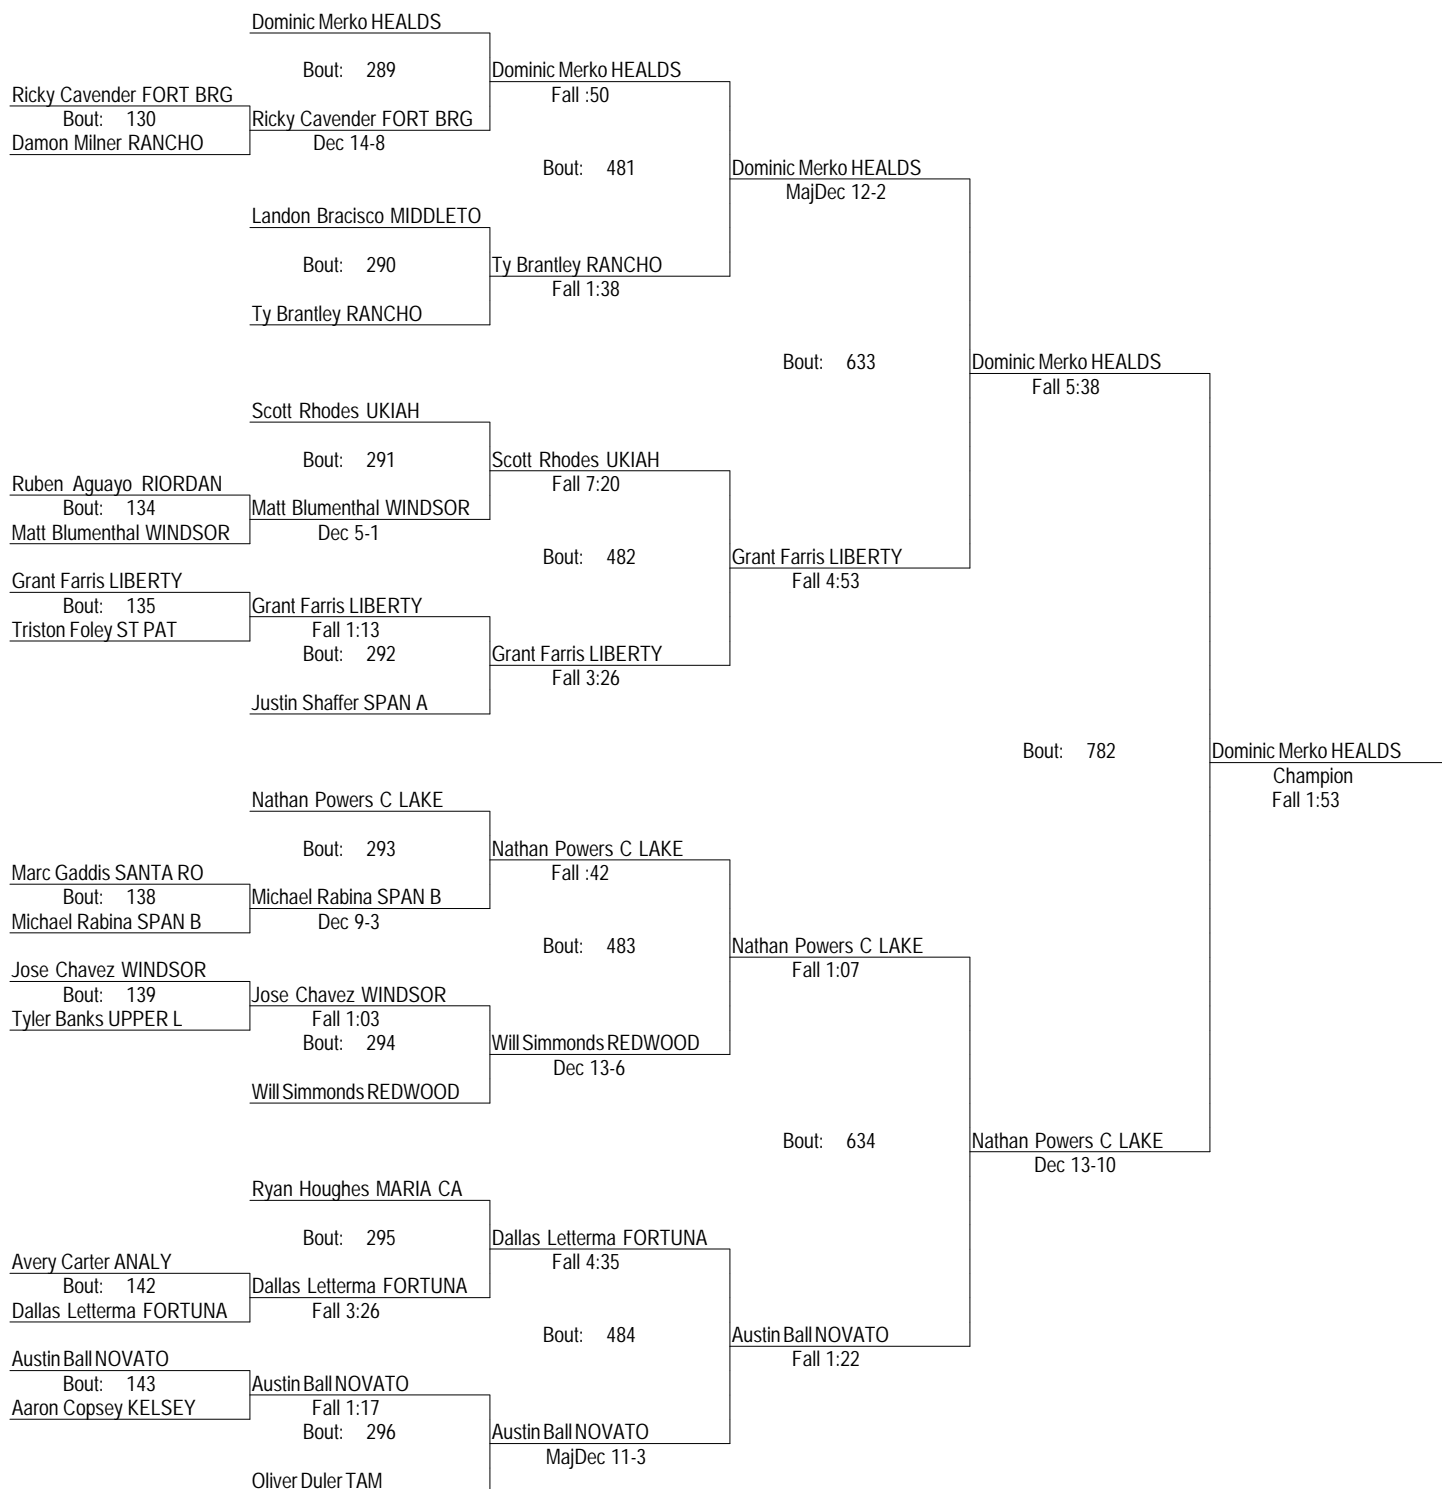 Dominic Merko HEALDS
Bout: 289
Dominic Merko HEALDS
Fall :50
Ricky Cavender FORT BRG
Bout: 130
Ricky Cavender FORT BRG
Damon Milner RANCHO
Dec 14-8
Bout: 481
Dominic Merko HEALDS
MajDec 12-2
Landon Bracisco MIDDLETO
Bout: 290
Ty Brantley RANCHO
Fall 1:38
Ty Brantley RANCHO
Bout: 633
Dominic Merko HEALDS
Fall 5:38
Scott Rhodes UKIAH
Bout: 291
Scott Rhodes UKIAH
Fall 7:20
Ruben Aguayo RIORDAN
Bout: 134
Matt Blumenthal WINDSOR
Matt Blumenthal WINDSOR
Dec 5-1
Bout: 482
Grant Farris LIBERTY
Fall 4:53
Grant Farris LIBERTY
Bout: 135
Grant Farris LIBERTY
Triston Foley ST PAT
Fall 1:13
Bout: 292
Grant Farris LIBERTY
Fall 3:26
Justin Shaffer SPAN A
Bout: 782
Dominic Merko HEALDS
Champion
Fall 1:53
Nathan Powers C LAKE
Bout: 293
Nathan Powers C LAKE
Fall :42
Marc Gaddis SANTA RO
Bout: 138
Michael Rabina SPAN B
Michael Rabina SPAN B
Dec 9-3
Bout: 483
Nathan Powers C LAKE
Fall 1:07
Jose Chavez WINDSOR
Bout: 139
Jose Chavez WINDSOR
Tyler Banks UPPER L
Fall 1:03
Bout: 294
Will Simmonds REDWOOD
Dec 13-6
Will Simmonds REDWOOD
Bout: 634
Nathan Powers C LAKE
Dec 13-10
Ryan Houghes MARIA CA
Bout: 295
Dallas Letterma FORTUNA
Fall 4:35
Avery Carter ANALY
Bout: 142
Dallas Letterma FORTUNA
Dallas Letterma FORTUNA
Fall 3:26
Bout: 484
Austin Ball NOVATO
Fall 1:22
Austin Ball NOVATO
Bout: 143
Austin Ball NOVATO
Aaron Copsey KELSEY
Fall 1:17
Bout: 296
Austin Ball NOVATO
MajDec 11-3
Oliver Duler TAM